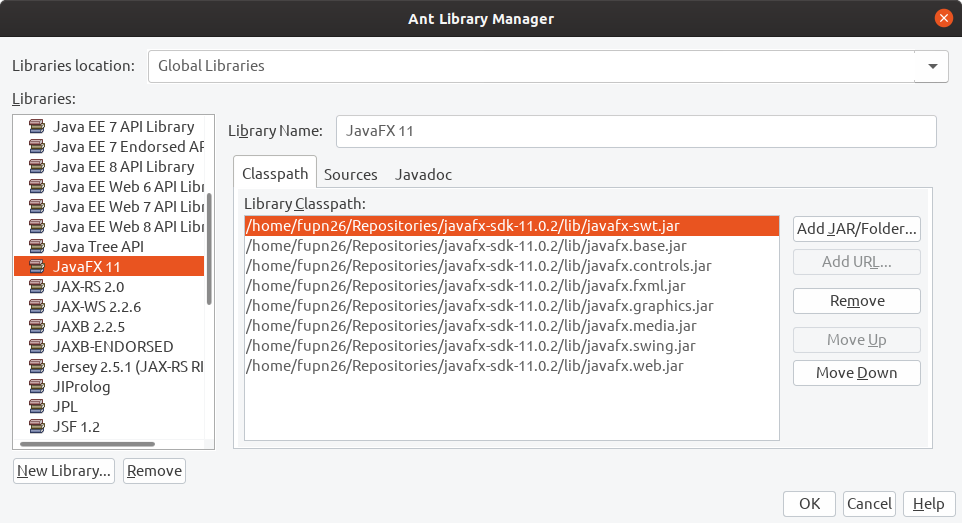 Ant Library Manager
Libraries location: Global Libraries
Libraries:
Java EE 7 API Library
Java EE 7 Endorsed AP
Java EE 8 API Library
Java EE Web 6 API Libr
Java EE Web 7 API Libr
Java EE Web 8 API Libr
Java Tree API
JavaFX 11
JAX-RS 2.0
JAX-WS 2.2.6
JAXB 2.2.5
JAXB-ENDORSED
Jersey 2.5.1 (JAX-RS RI
JIProlog
JPL
JSF 1.2
New Library... Remove
Library Name: JavaFX 11
Classpath Sources Javadoc
Library Classpath:
/home/fupn26/Repositories/javafx-sdk-11.0.2/lib/javafx-swt.jar
/home/fupn26/Repositories/javafx-sdk-11.0.2/lib/javafx.base.jar
/home/fupn26/Repositories/javafx-sdk-11.0.2/lib/javafx.controls.jar
/home/fupn26/Repositories/javafx-sdk-11.0.2/lib/javafx.fxml.jar
/home/fupn26/Repositories/javafx-sdk-11.0.2/lib/javafx.graphics.jar
/home/fupn26/Repositories/javafx-sdk-11.0.2/lib/javafx.media.jar
/home/fupn26/Repositories/javafx-sdk-11.0.2/lib/javafx.swing.jar
/home/fupn26/Repositories/javafx-sdk-11.0.2/lib/javafx.web.jar
Add JAR/Folder...
Add URL...
Remove
Move Up
Move Down
OK Cancel Help